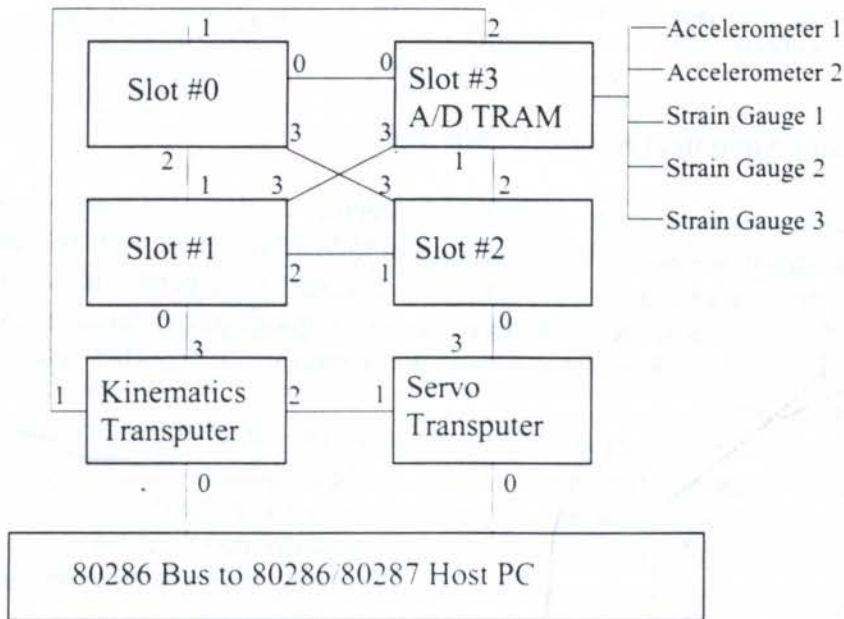 1 2 Accelerometer 1
0 0
Slot #0 Slot #3 Accelerometer 2
A/D TRAM
Strain Gauge 1
3 3
2 1 Strain Gauge 2
1 3 3 2
Strain Gauge 3
Slot #1 Slot #2
2 1
0 0
3 3
1 Kinematics 2 1 Servo
Transputer Transputer
0 0
80286 Bus to 80286/80287 Host PC